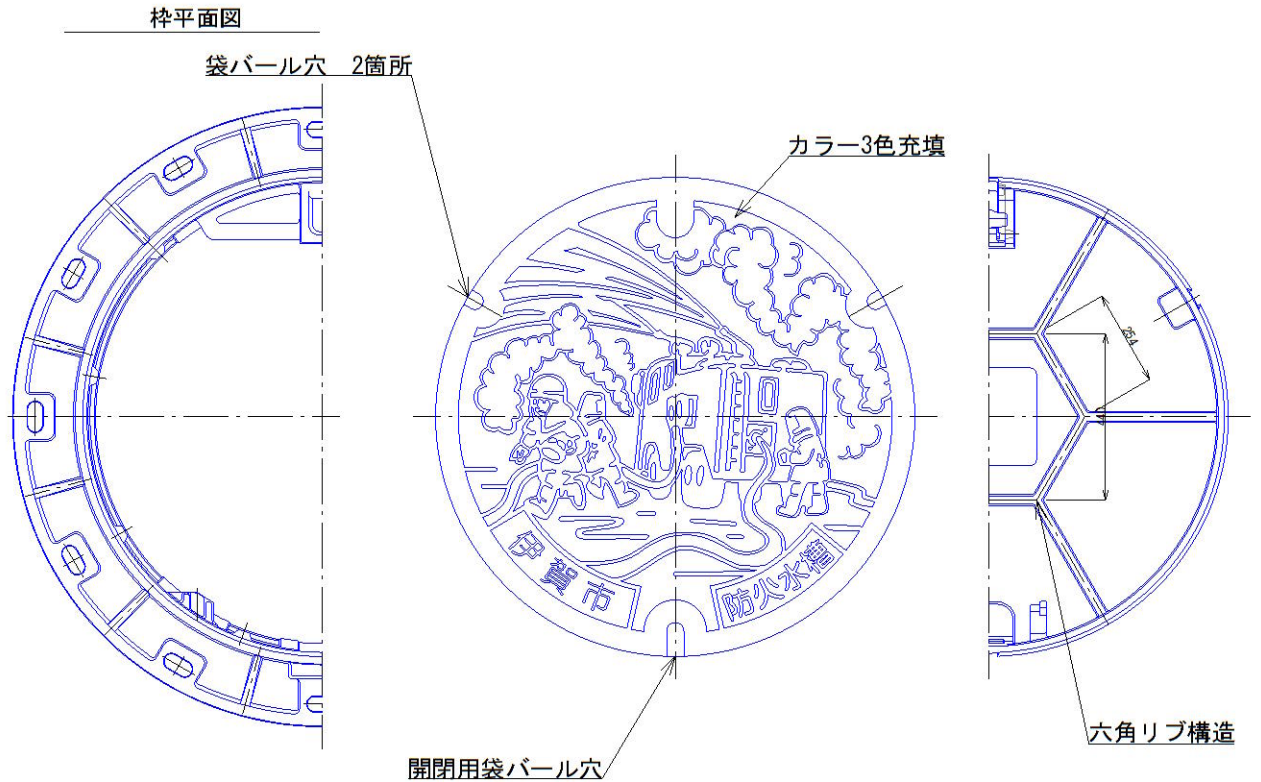 枠平面図
袋バール穴　2箇所
カラー3色充填
254
伊賀市
防火水槽
六角リブ構造
開閉用袋バール穴